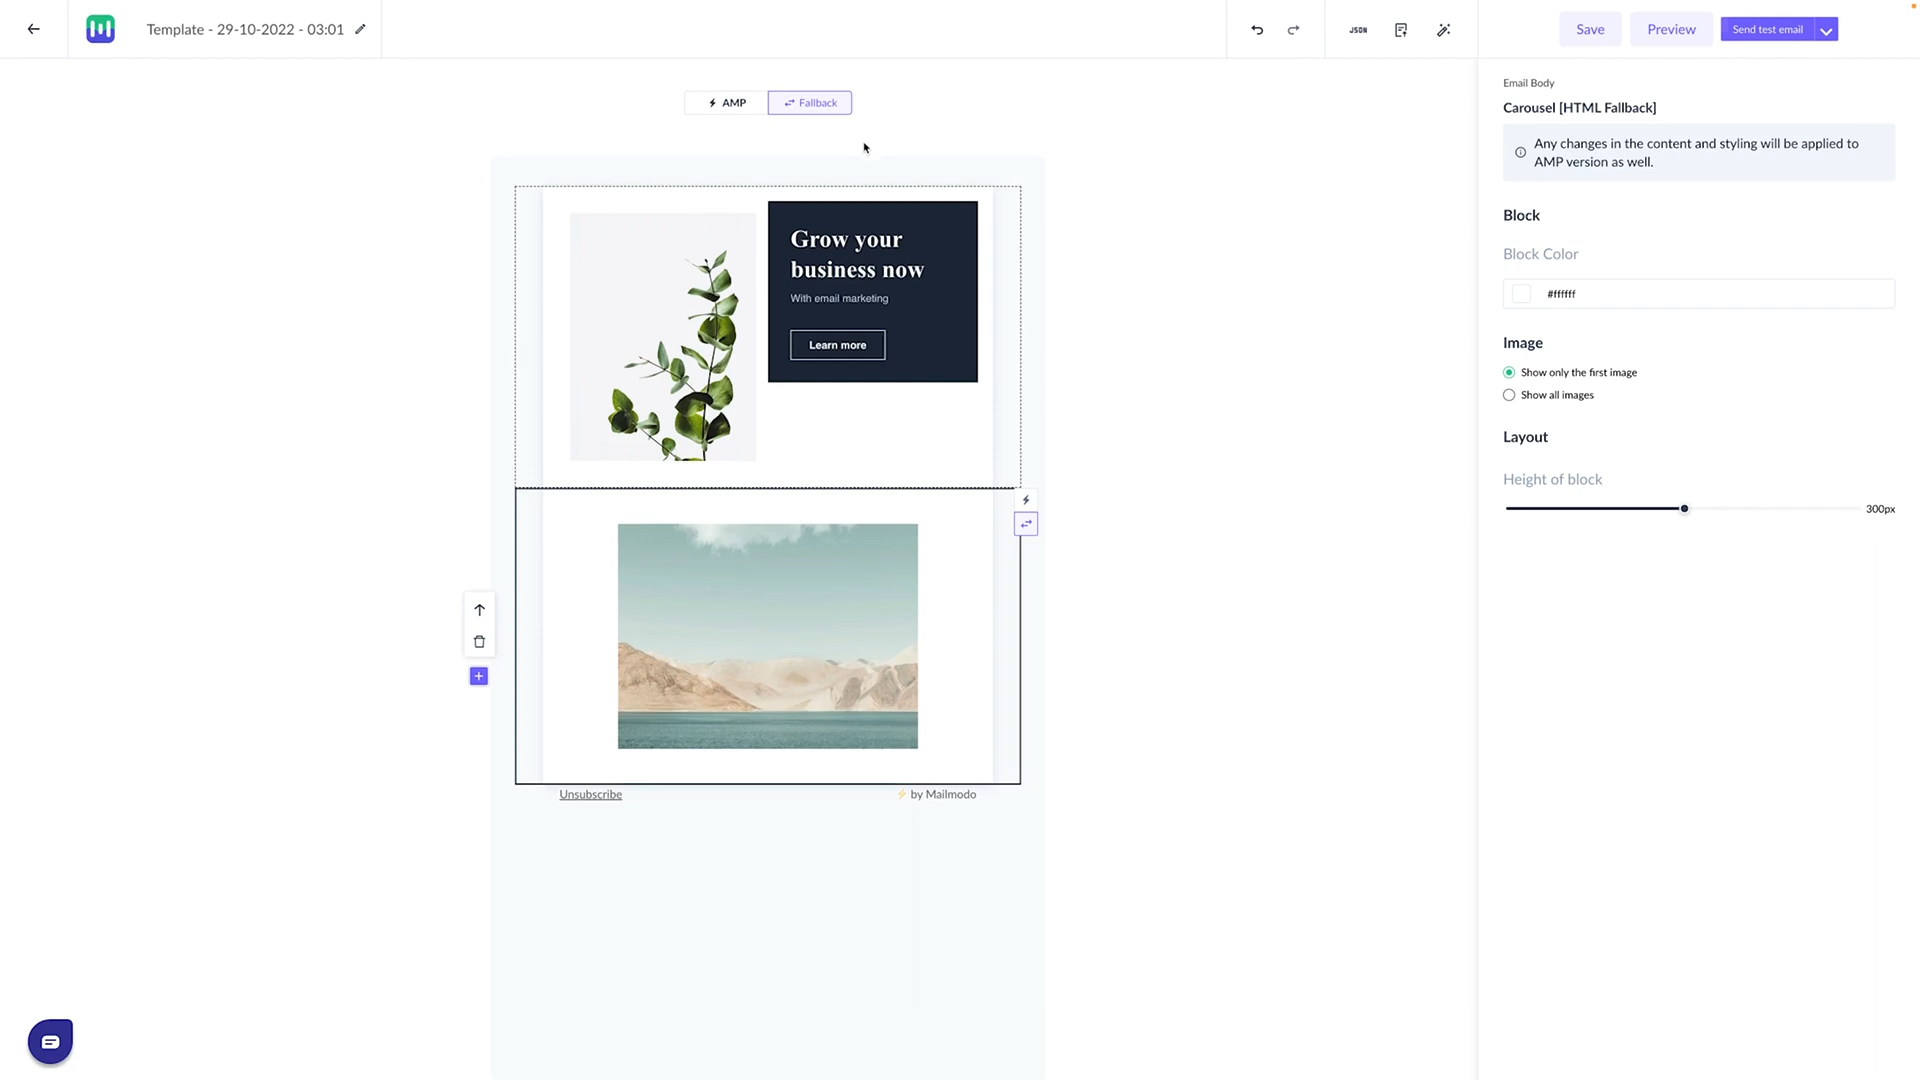 Template - 29-10-2022 - 03:01
JSON
Save
Preview
Send test email
AMP
Fallback
Grow your
business now
With email marketing
Learn more
Unsubscribe
⚡ by Mailmodo
Email Body
Carousel [HTML Fallback]
Any changes in the content and styling will be applied to
AMP version as well.
Block
Block Color
#ffffff
Image
Show only the first image
Show all images
Layout
Height of block
300px